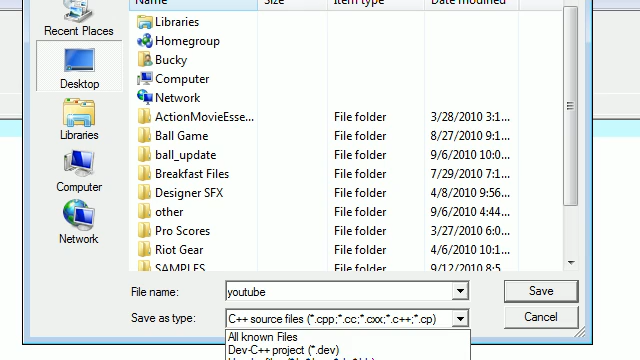 Name Size Item type Date modified
Recent Places
Libraries
Homegroup
Bucky
Computer
Network
ActionMovieEsse... File folder 3/28/2010 3:1...
Ball Game File folder 8/27/2010 9:1...
ball_update File folder 9/6/2010 10:0...
Breakfast Files File folder 7/29/2010 7:1...
Designer SFX File folder 4/8/2010 9:56...
other File folder 9/6/2010 4:44...
Pro Scores File folder 3/27/2010 6:0...
Riot Gear File folder 4/6/2010 10:1...
SAMPLES File folder 9/12/2010 8:5...
Desktop
Libraries
Computer
Network
File name: youtube Save
Save as type: C++ source files (*.cpp;*.cc;*.cxx;*.c++;*.cp) Cancel
All known Files
Dev-C++ project (*.dev)